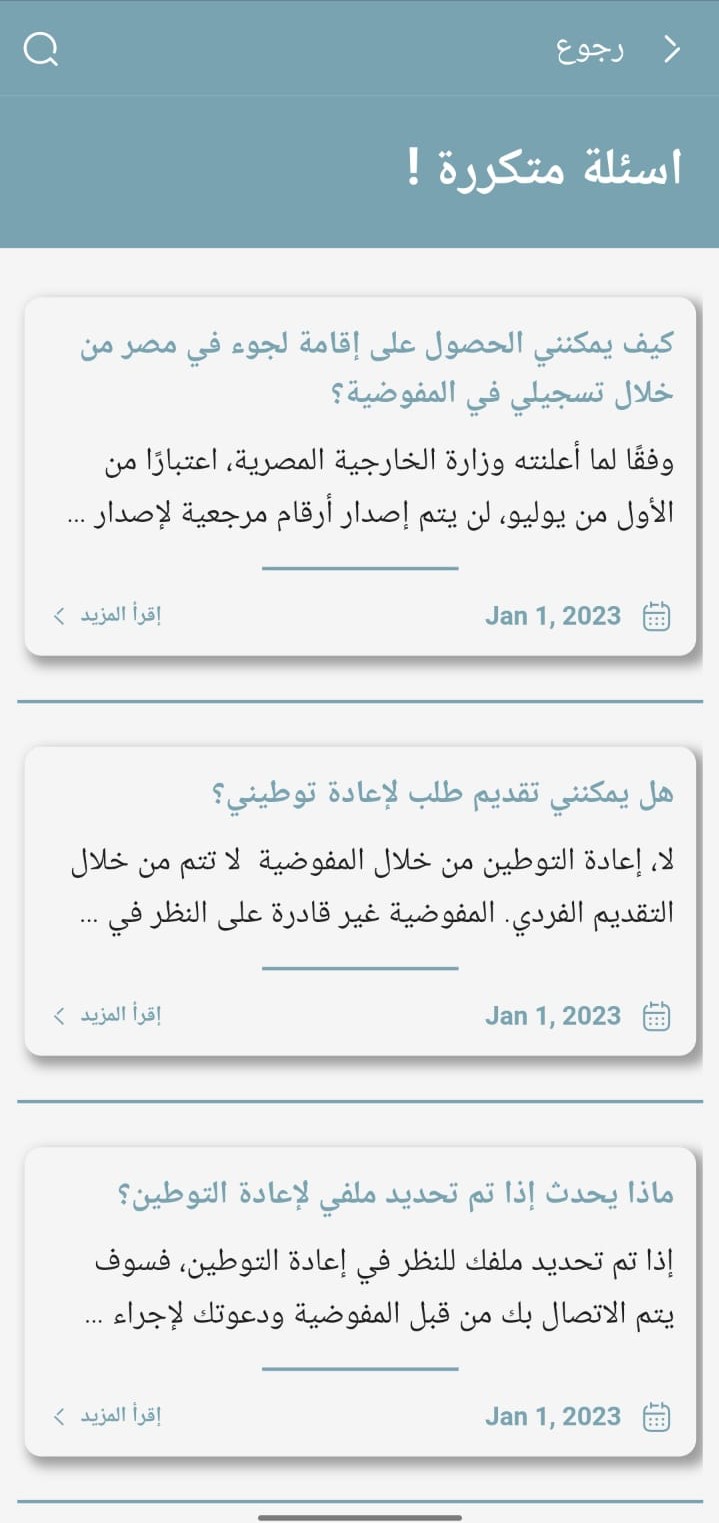 رجوع
اسئلة متكررة !
كيف يمكنني الحصول على إقامة لجوء في مصر من
خلال تسجيلي في المفوضية؟
وفقًا لما أعلنته وزارة الخارجية المصرية، اعتبارًا من
الأول من يوليو، لن يتم إصدار أرقام مرجعية لإصدار ...
Jan 1, 2023
إقرأ المزيد
هل يمكنني تقديم طلب لإعادة توطيني؟
لا، إعادة التوطين من خلال المفوضية لا تتم من خلال
التقديم الفردي. المفوضية غير قادرة على النظر في ...
Jan 1, 2023
إقرأ المزيد
ماذا يحدث إذا تم تحديد ملفي لإعادة التوطين؟
إذا تم تحديد ملفك للنظر في إعادة التوطين، فسوف
يتم الاتصال بك من قبل المفوضية ودعوتك لإجراء ...
Jan 1, 2023
إقرأ المزيد